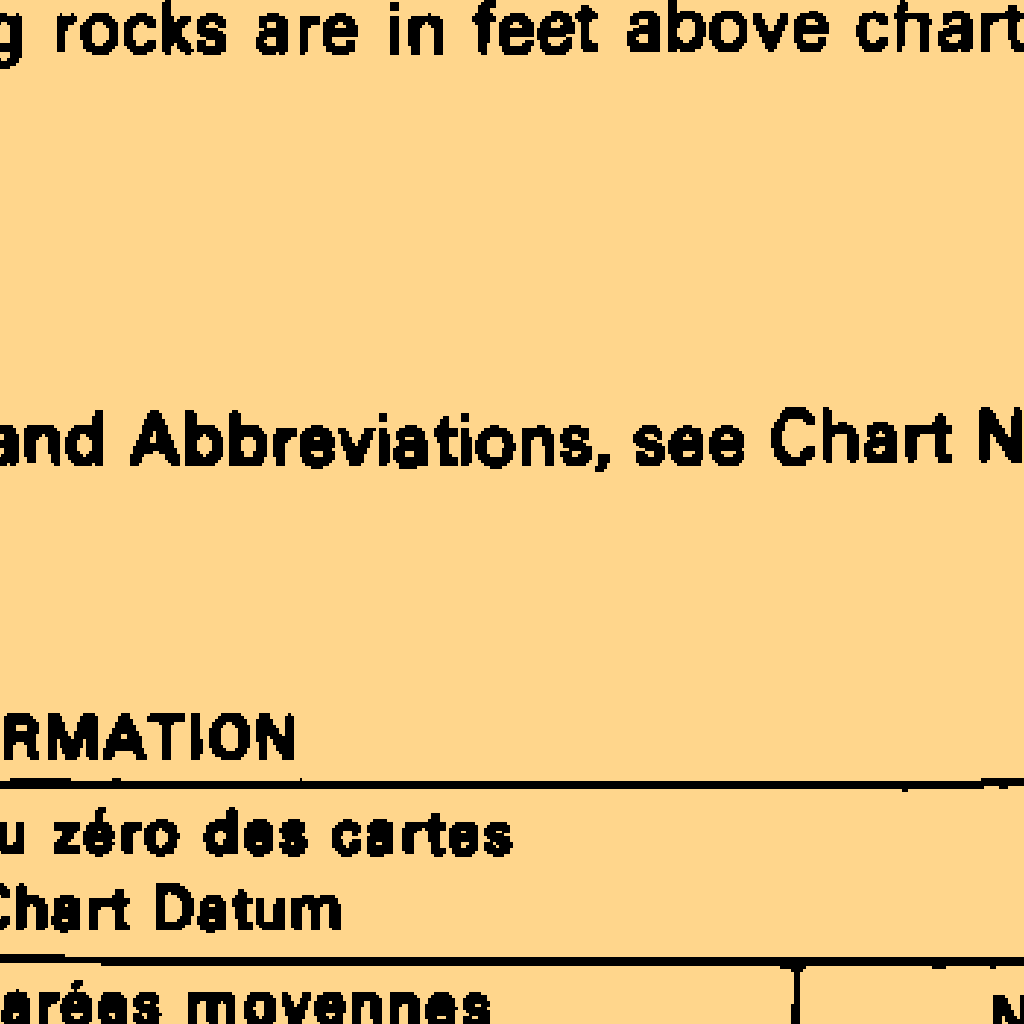 g rocks are in feet above chart
and Abbreviations, see Chart N
RMATION
u zéro des cartes
Chart Datum
arées moyennes
N